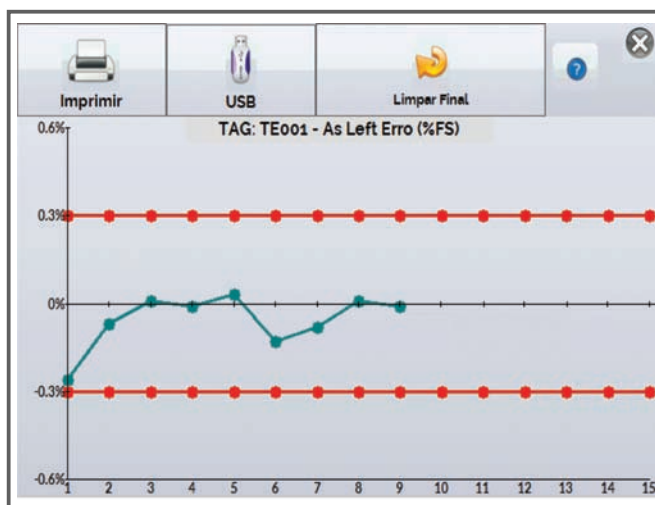 Imprimir
USB
Limpar Final
?
TAG: TE001 - As Left Erro (%FS)
0.6%
0.3%
0%
-0.3%
-0.6%
1 2 3 4 5 6 7 8 9 10 11 12 13 14 15